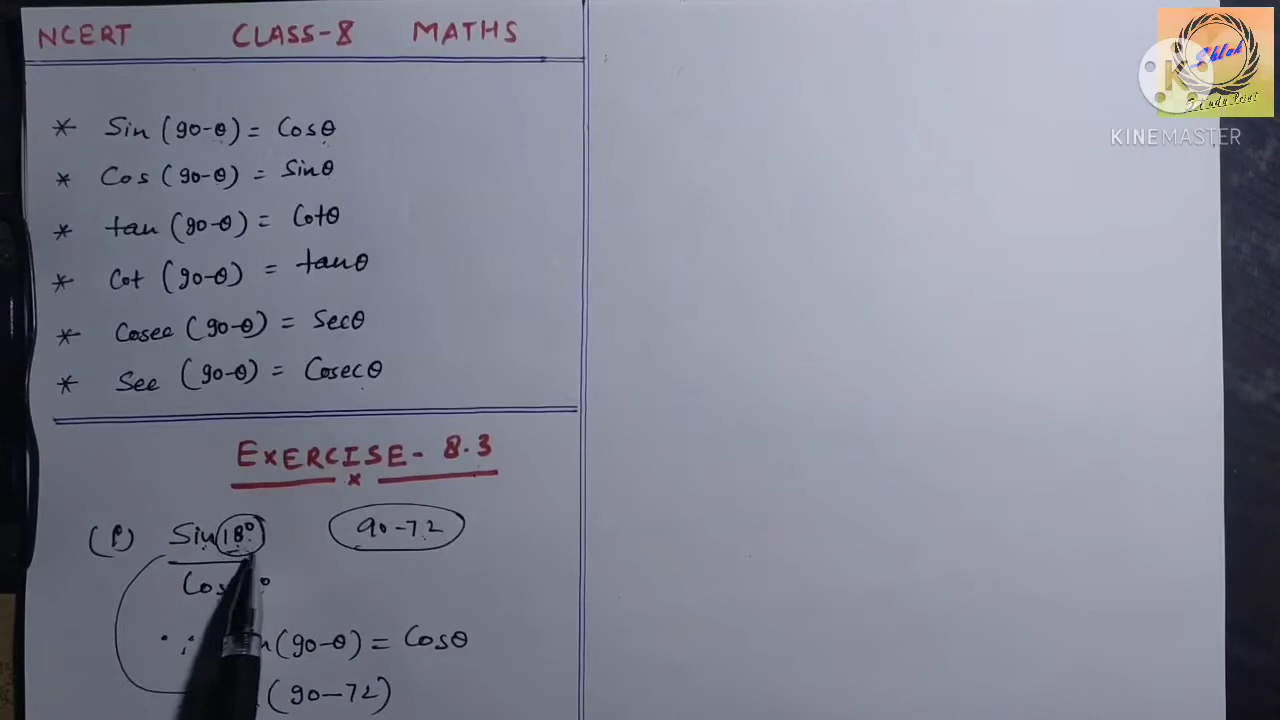 NCERT CLASS-8 MATHS
* Sin (90-θ) = Cosθ
* Cos (90-θ) = Sinθ
* tan (90-θ) = Cotθ
* Cot (90-θ) = tanθ
* Cosec (90-θ) = Secθ
* Sec (90-θ) = Cosecθ
EXERCISE- 8.3
(i) Sin 18° 90-72
Cos
(90-θ) = Cosθ
(90-72)
KINEMASTER